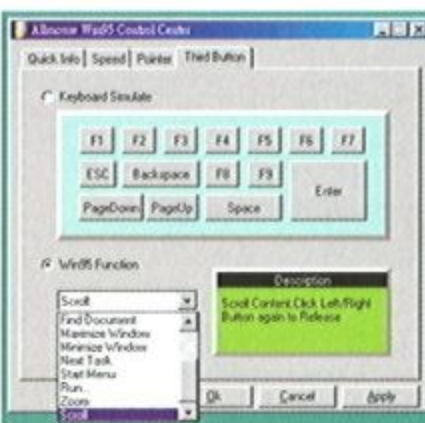 Win95 Control Center
Quick Info Speed Pointer Third Button
Keyboard Simulate
F1 F2 F3 F4 F5 F6 F7
ESC Backspace F8 F9
Enter
PageDown PageUp Space
Win95 Function
Description
Scroll
Scroll Content.Click Left/Right
Button again to Release
Find Document
Maximize Window
Minimize Window
Next Task
Start Menu
Run...
Zoom
Scroll
Ok Cancel Apply